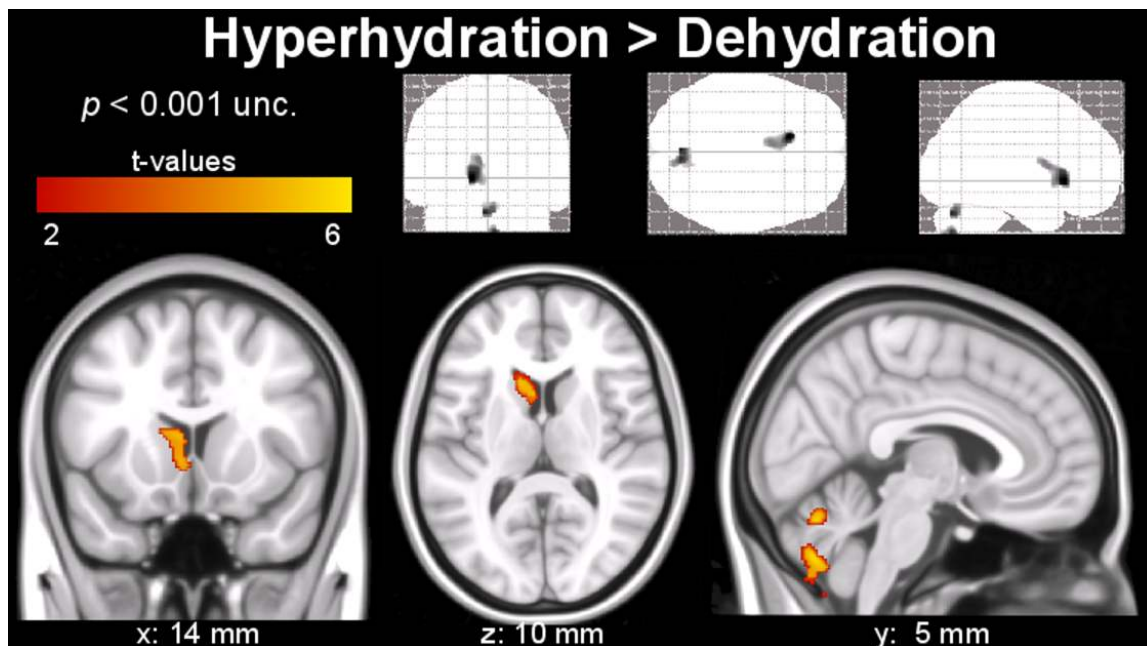 Hyperhydration > Dehydration
p < 0.001 unc.
t-values
2 6
x: 14 mm
z: 10 mm
y: 5 mm